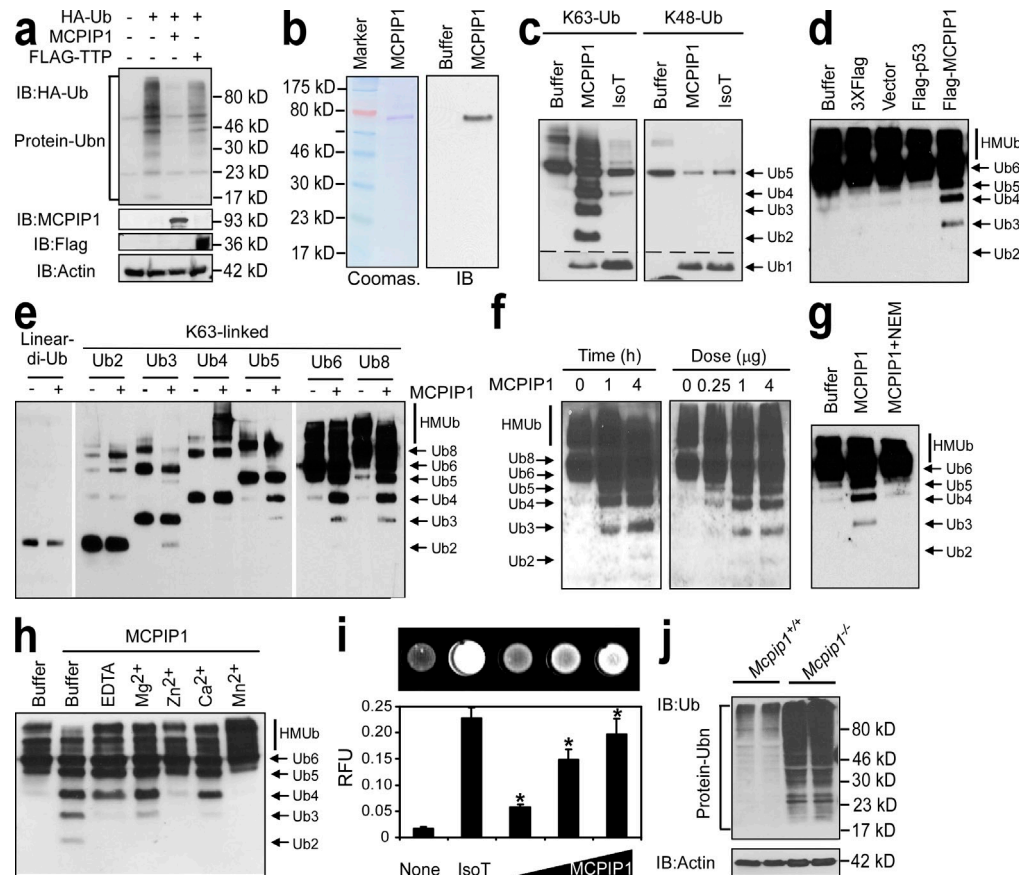 a
HA-Ub - + + +
MCPIP1 - - + -
FLAG-TTP - - - +
IB:HA-Ub
Protein-Ubn
80 kD
46 kD
30 kD
23 kD
17 kD
IB:MCPIP1
93 kD
IB:Flag
36 kD
IB:Actin
42 kD
b
Marker
MCPIP1
Buffer
MCPIP1
175 kD
80 kD
46 kD
30 kD
23 kD
17 kD
Coomas.
IB
c
K63-Ub
K48-Ub
Buffer
MCPIP1
IsoT
Buffer
MCPIP1
IsoT
Ub5
Ub4
Ub3
Ub2
Ub1
d
Buffer
3XFlag
Vector
Flag-p53
Flag-MCPIP1
HMUb
Ub6
Ub5
Ub4
Ub3
Ub2
e
Linear-
di-Ub
K63-linked
Ub2 Ub3 Ub4 Ub5 Ub6 Ub8
- + - + - + - + - + - + - + MCPIP1
HMUb
Ub8
Ub6
Ub5
Ub4
Ub3
Ub2
f
Time (h)
Dose (µg)
MCPIP1 0 1 4 0 0.25 1 4
HMUb
Ub8
Ub6
Ub5
Ub4
Ub3
Ub2
g
Buffer
MCPIP1
MCPIP1+NEM
HMUb
Ub6
Ub5
Ub4
Ub3
Ub2
h
MCPIP1
Buffer
Buffer
EDTA
Mg2+
Zn2+
Ca2+
Mn2+
HMUb
Ub6
Ub5
Ub4
Ub3
Ub2
i
RFU
0.25
0.20
0.15
0.10
0.05
0
*
*
*
None
IsoT
MCPIP1
j
Mcpip1+/+
Mcpip1-/-
IB:Ub
Protein-Ubn
80 kD
46 kD
30 kD
23 kD
17 kD
IB:Actin
42 kD